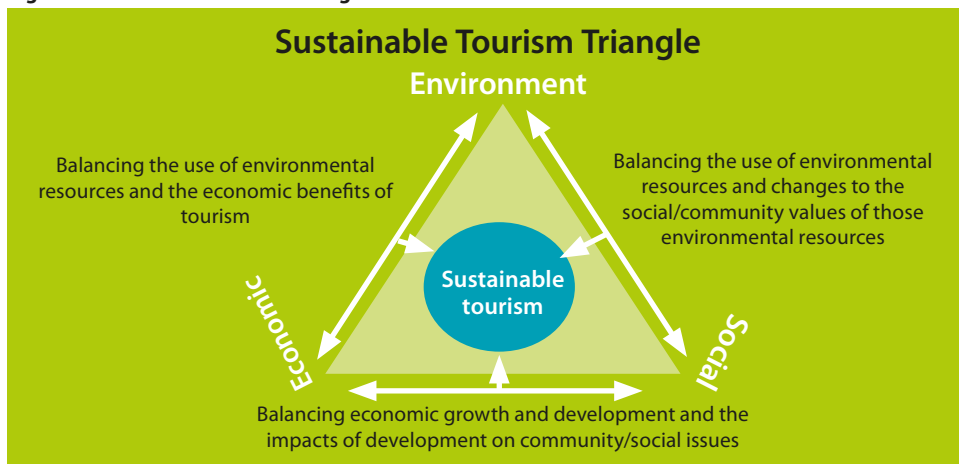 Sustainable Tourism Triangle
Environment
Balancing the use of environmental
resources and the economic benefits of
tourism
Balancing the use of environmental
resources and changes to the
social/community values of those
environmental resources
Sustainable
tourism
Economic
Social
Balancing economic growth and development and the
impacts of development on community/social issues